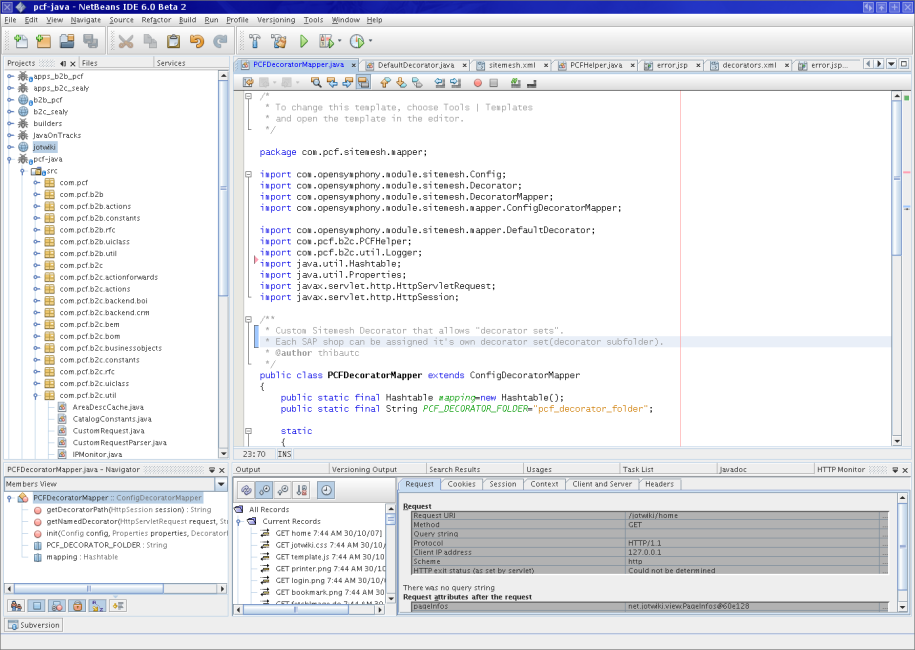 pcf-java - NetBeans IDE 6.0 Beta 2
File Edit View Navigate Source Refactor Build Run Profile Versioning Tools Window Help
Projects Files Services
apps_b2b_pcf
apps_b2c_sealy
b2b_pcf
b2c_sealy
builders
JavaOnTracks
jotwiki
pcf-java
src
com.pcf
com.pcf.b2b
com.pcf.b2b.actions
com.pcf.b2b.constants
com.pcf.b2b.rfc
com.pcf.b2b.uiclass
com.pcf.b2b.util
com.pcf.b2c
com.pcf.b2c.actionforwards
com.pcf.b2c.actions
com.pcf.b2c.backend.boi
com.pcf.b2c.backend.crm
com.pcf.b2c.bem
com.pcf.b2c.bom
com.pcf.b2c.businessobjects
com.pcf.b2c.constants
com.pcf.b2c.rfc
com.pcf.b2c.uiclass
com.pcf.b2c.util
AreaDescCache.java
CatalogConstants.java
CustomRequest.java
CustomRequestParser.java
IPMonitor.java
PCFDecoratorMapper.java DefaultDecorator.java sitemesh.xml PCFHelper.java error.jsp decorators.xml error.jsp...
/*
* To change this template, choose Tools | Templates
* and open the template in the editor.
*/
package com.pcf.sitemesh.mapper;
import com.opensymphony.module.sitemesh.Config;
import com.opensymphony.module.sitemesh.Decorator;
import com.opensymphony.module.sitemesh.DecoratorMapper;
import com.opensymphony.module.sitemesh.mapper.ConfigDecoratorMapper;
import com.opensymphony.module.sitemesh.mapper.DefaultDecorator;
import com.pcf.b2c.PCFHelper;
import com.pcf.b2c.util.Logger;
import java.util.Hashtable;
import java.util.Properties;
import javax.servlet.http.HttpServletRequest;
import javax.servlet.http.HttpSession;
/**
* Custom Sitemesh Decorator that allows "decorator sets".
* Each SAP shop can be assigned it's own decorator set(decorator subfolder).
* @author thibautc
*/
public class PCFDecoratorMapper extends ConfigDecoratorMapper
{
public static final Hashtable mapping=new Hashtable();
public static final String PCF_DECORATOR_FOLDER="pcf_decorator_folder";
static
{
23:70 INS
PCFDecoratorMapper.java - Navigator
Members View
PCFDecoratorMapper :: ConfigDecoratorMapper
getDecoratorPath(HttpSession session) : String
getNamedDecorator(HttpServletRequest request, St
init(Config config, Properties properties, Decorator
PCF_DECORATOR_FOLDER : String
mapping : Hashtable
Output Versioning Output Search Results Usages Task List Javadoc HTTP Monitor
All Records
Current Records
GET home 7:44 AM 30/10/07]
GET jotwiki.css 7:44 AM 30/10
GET template.js 7:44 AM 30/10
GET printer.png 7:44 AM 30/10
GET login.png 7:44 AM 30/10/
GET bookmark.png 7:44 AM 3
Request Cookies Session Context Client and Server Headers
Request
Request URI /jotwiki/home
Method GET
Query string
Protocol HTTP/1.1
Client IP address 127.0.0.1
Scheme http
HTTP exit status (as set by servlet) Could not be determined
There was no query string
Request attributes after the request
pageInfos net.jotwiki.view.PageInfos@60e128
Subversion